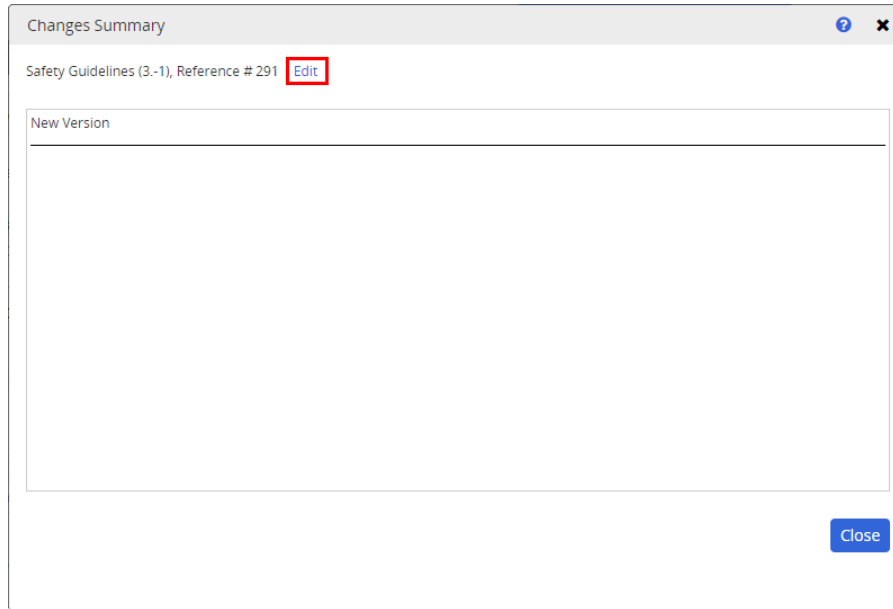 Changes Summary
Safety Guidelines (3.-1), Reference # 291 Edit
New Version
Close